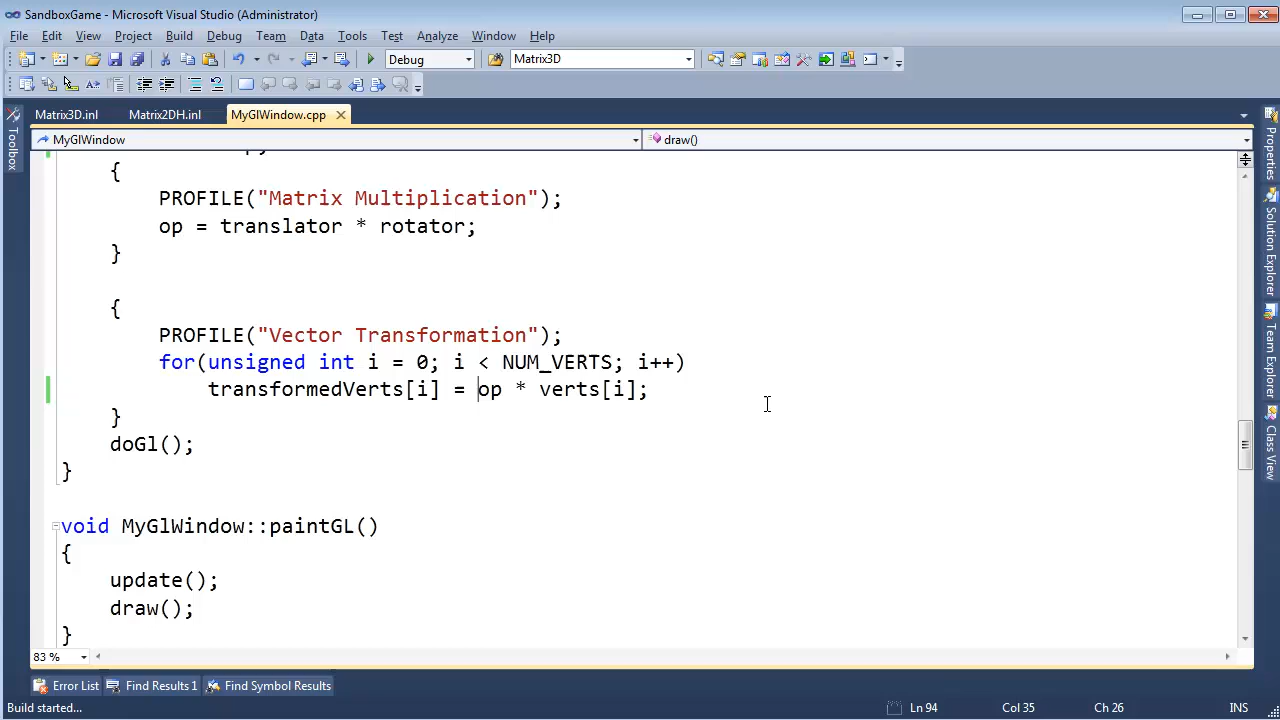 SandboxGame - Microsoft Visual Studio (Administrator)
File Edit View Project Build Debug Team Data Tools Test Analyze Window Help
Debug Matrix3D
Matrix3D.inl Matrix2DH.inl MyGlWindow.cpp
MyGlWindow draw()
{
PROFILE("Matrix Multiplication");
op = translator * rotator;
}
{
PROFILE("Vector Transformation");
for(unsigned int i = 0; i < NUM_VERTS; i++)
transformedVerts[i] = op * verts[i];
}
doGl();
}
void MyGlWindow::paintGL()
{
update();
draw();
}
83 %
Toolbox
Properties
Solution Explorer
Team Explorer
Class View
Error List Find Results 1 Find Symbol Results
Build started... Ln 94 Col 35 Ch 26 INS